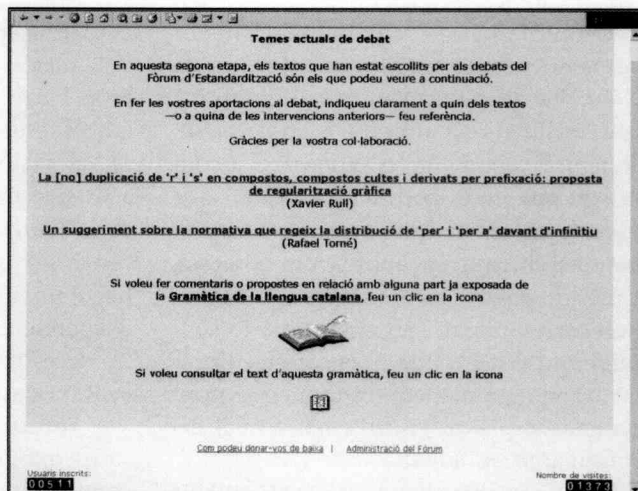 Temes actuals de debat
En aquesta segona etapa, els textos que han estat escollits per als debats del
Fòrum d'Estandardització són els que podeu veure a continuació.
En fer les vostres aportacions al debat, indiqueu clarament a quin dels textos
—o a quina de les intervencions anteriors— feu referència.
Gràcies per la vostra col·laboració.
La [no] duplicació de 'r' i 's' en compostos, compostos cultes i derivats per prefixació: proposta
de regularització gràfica
(Xavier Rull)
Un suggeriment sobre la normativa que regeix la distribució de 'per' i 'per a' davant d'infinitiu
(Rafael Torné)
Si voleu fer comentaris o propostes en relació amb alguna part ja exposada de
la Gramàtica de la llengua catalana, feu un clic en la icona
Si voleu consultar el text d'aquesta gramàtica, feu un clic en la icona
Com podeu donar-vos de baixa | Administració del Fòrum
Usuaris inscrits: Nombre de visites:
00511 01373